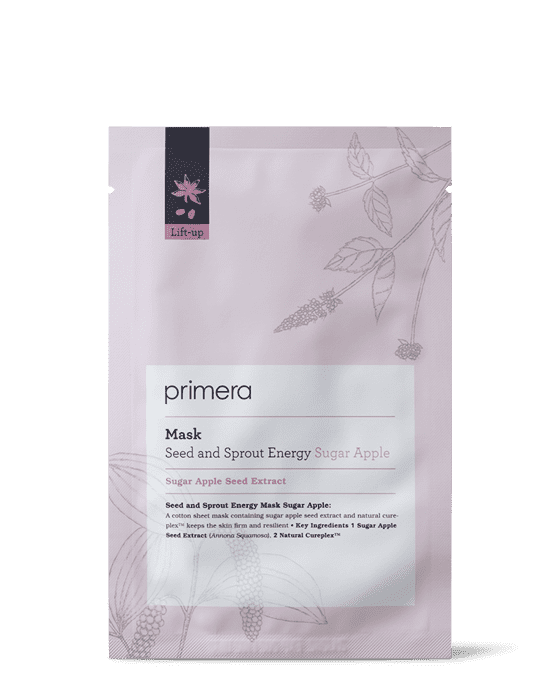 Lift-up
primera
Mask
Seed and Sprout Energy Sugar Apple
Sugar Apple Seed Extract
Seed and Sprout Energy Mask Sugar Apple:
A cotton sheet mask containing sugar apple seed extract and natural cure-
plex™ keeps the skin firm and resilient • Key Ingredients 1 Sugar Apple
Seed Extract (Annona Squamosa), 2 Natural Cureplex™